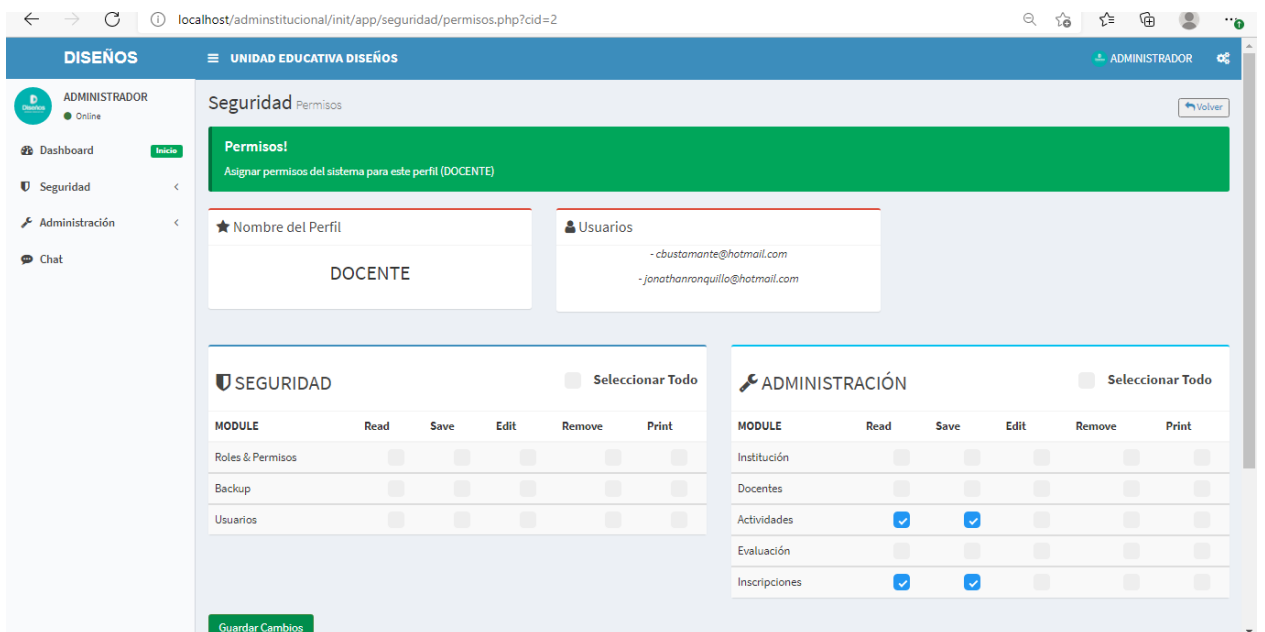 localhost/adminstitucional/init/app/seguridad/permisos.php?cid=2
DISEÑOS
UNIDAD EDUCATIVA DISEÑOS
ADMINISTRADOR
ADMINISTRADOR
Online
Dashboard Inicio
Seguridad
Administración
Chat
Seguridad Permisos
Volver
Permisos!
Asignar permisos del sistema para este perfil (DOCENTE)
Nombre del Perfil
DOCENTE
Usuarios
- cbustamante@hotmail.com
- jonathanronquillo@hotmail.com
SEGURIDAD Seleccionar Todo
MODULE Read Save Edit Remove Print
Roles & Permisos
Backup
Usuarios
ADMINISTRACIÓN Seleccionar Todo
MODULE Read Save Edit Remove Print
Institución
Docentes
Actividades
Evaluación
Inscripciones
Guardar Cambios